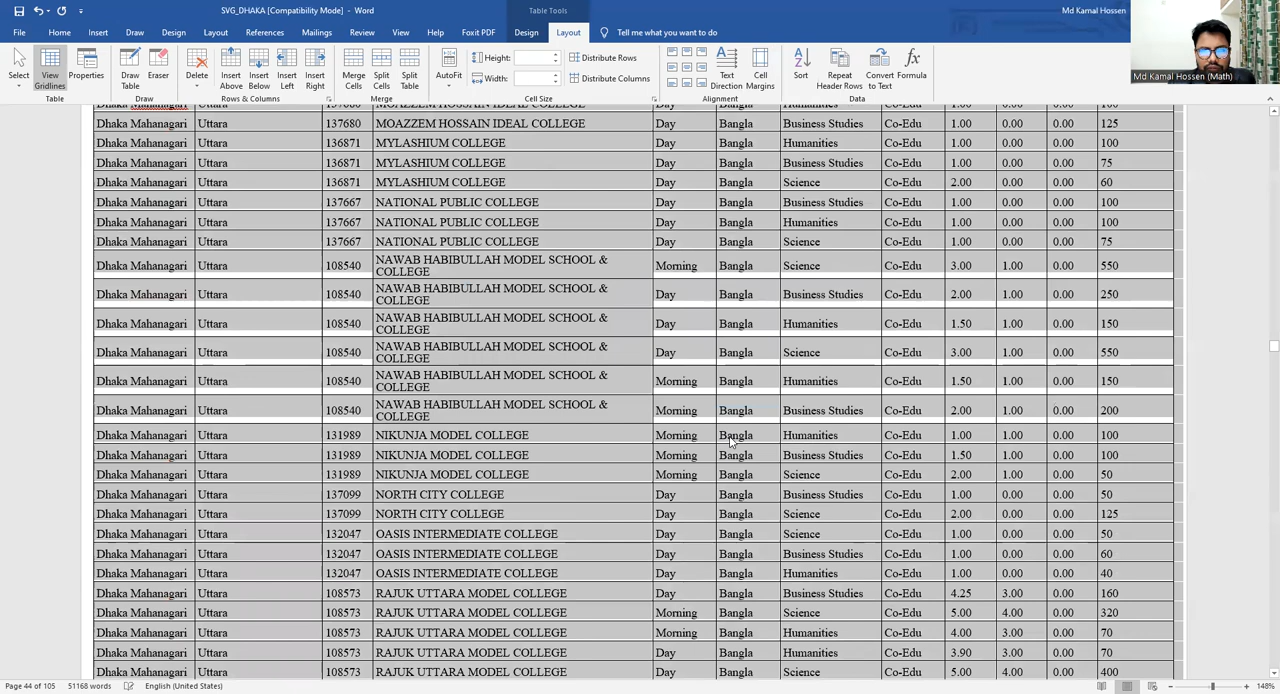 SVG_DHAKA [Compatibility Mode] - Word
Table Tools
Md Kamal Hossen
File Home Insert Draw Design Layout References Mailings Review View Help Foxit PDF Design Layout Tell me what you want to do
Select View Gridlines Properties Draw Table Eraser Delete Insert Above Insert Below Insert Left Insert Right Merge Cells Split Cells Split Table AutoFit Height: Width: Distribute Rows Distribute Columns Text Direction Cell Margins Sort Repeat Header Rows Convert to Text Formula
Table Draw Rows & Columns Merge Cell Size Alignment Data
Md Kamal Hossen (Math)
Dhaka Mahanagari Uttara 137680 MOAZZEM HOSSAIN IDEAL COLLEGE Day Bangla Humanities Co-Edu 1.00 0.00 0.00 100
Dhaka Mahanagari Uttara 137680 MOAZZEM HOSSAIN IDEAL COLLEGE Day Bangla Business Studies Co-Edu 1.00 0.00 0.00 125
Dhaka Mahanagari Uttara 136871 MYLASHIUM COLLEGE Day Bangla Humanities Co-Edu 1.00 0.00 0.00 100
Dhaka Mahanagari Uttara 136871 MYLASHIUM COLLEGE Day Bangla Business Studies Co-Edu 1.00 0.00 0.00 75
Dhaka Mahanagari Uttara 136871 MYLASHIUM COLLEGE Day Bangla Science Co-Edu 2.00 0.00 0.00 60
Dhaka Mahanagari Uttara 137667 NATIONAL PUBLIC COLLEGE Day Bangla Business Studies Co-Edu 1.00 0.00 0.00 100
Dhaka Mahanagari Uttara 137667 NATIONAL PUBLIC COLLEGE Day Bangla Humanities Co-Edu 1.00 0.00 0.00 100
Dhaka Mahanagari Uttara 137667 NATIONAL PUBLIC COLLEGE Day Bangla Science Co-Edu 1.00 0.00 0.00 75
Dhaka Mahanagari Uttara 108540 NAWAB HABIBULLAH MODEL SCHOOL & COLLEGE Morning Bangla Science Co-Edu 3.00 1.00 0.00 550
Dhaka Mahanagari Uttara 108540 NAWAB HABIBULLAH MODEL SCHOOL & COLLEGE Day Bangla Business Studies Co-Edu 2.00 1.00 0.00 250
Dhaka Mahanagari Uttara 108540 NAWAB HABIBULLAH MODEL SCHOOL & COLLEGE Day Bangla Humanities Co-Edu 1.50 1.00 0.00 150
Dhaka Mahanagari Uttara 108540 NAWAB HABIBULLAH MODEL SCHOOL & COLLEGE Day Bangla Science Co-Edu 3.00 1.00 0.00 550
Dhaka Mahanagari Uttara 108540 NAWAB HABIBULLAH MODEL SCHOOL & COLLEGE Morning Bangla Humanities Co-Edu 1.50 1.00 0.00 150
Dhaka Mahanagari Uttara 108540 NAWAB HABIBULLAH MODEL SCHOOL & COLLEGE Morning Bangla Business Studies Co-Edu 2.00 1.00 0.00 200
Dhaka Mahanagari Uttara 131989 NIKUNJA MODEL COLLEGE Morning Bangla Humanities Co-Edu 1.00 1.00 0.00 100
Dhaka Mahanagari Uttara 131989 NIKUNJA MODEL COLLEGE Morning Bangla Business Studies Co-Edu 1.50 1.00 0.00 100
Dhaka Mahanagari Uttara 131989 NIKUNJA MODEL COLLEGE Morning Bangla Science Co-Edu 2.00 1.00 0.00 50
Dhaka Mahanagari Uttara 137099 NORTH CITY COLLEGE Day Bangla Business Studies Co-Edu 1.00 0.00 0.00 50
Dhaka Mahanagari Uttara 137099 NORTH CITY COLLEGE Day Bangla Science Co-Edu 2.00 0.00 0.00 125
Dhaka Mahanagari Uttara 132047 OASIS INTERMEDIATE COLLEGE Day Bangla Science Co-Edu 1.00 0.00 0.00 50
Dhaka Mahanagari Uttara 132047 OASIS INTERMEDIATE COLLEGE Day Bangla Business Studies Co-Edu 1.00 0.00 0.00 60
Dhaka Mahanagari Uttara 132047 OASIS INTERMEDIATE COLLEGE Day Bangla Humanities Co-Edu 1.00 0.00 0.00 40
Dhaka Mahanagari Uttara 108573 RAJUK UTTARA MODEL COLLEGE Day Bangla Business Studies Co-Edu 4.25 3.00 0.00 160
Dhaka Mahanagari Uttara 108573 RAJUK UTTARA MODEL COLLEGE Morning Bangla Science Co-Edu 5.00 4.00 0.00 320
Dhaka Mahanagari Uttara 108573 RAJUK UTTARA MODEL COLLEGE Morning Bangla Humanities Co-Edu 4.00 3.00 0.00 70
Dhaka Mahanagari Uttara 108573 RAJUK UTTARA MODEL COLLEGE Day Bangla Humanities Co-Edu 3.90 3.00 0.00 70
Dhaka Mahanagari Uttara 108573 RAJUK UTTARA MODEL COLLEGE Day Bangla Science Co-Edu 5.00 4.00 0.00 400
Page 44 of 105 51168 words English (United States) 148%